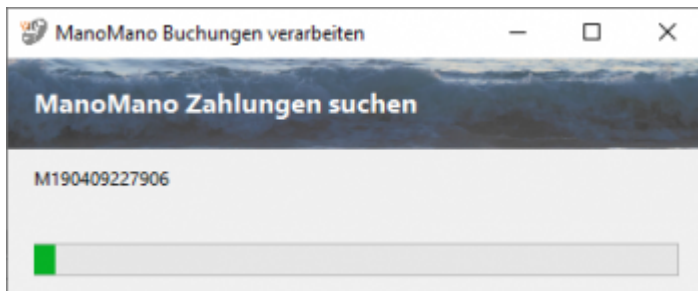 ManoMano Buchungen verarbeiten
ManoMano Zahlungen suchen
M190409227906